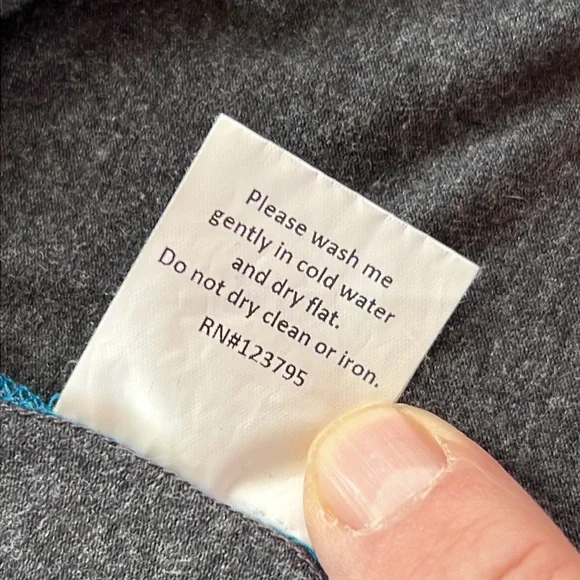 Please wash me
gently in cold water
and dry flat.
Do not dry clean or iron.
RN#123795